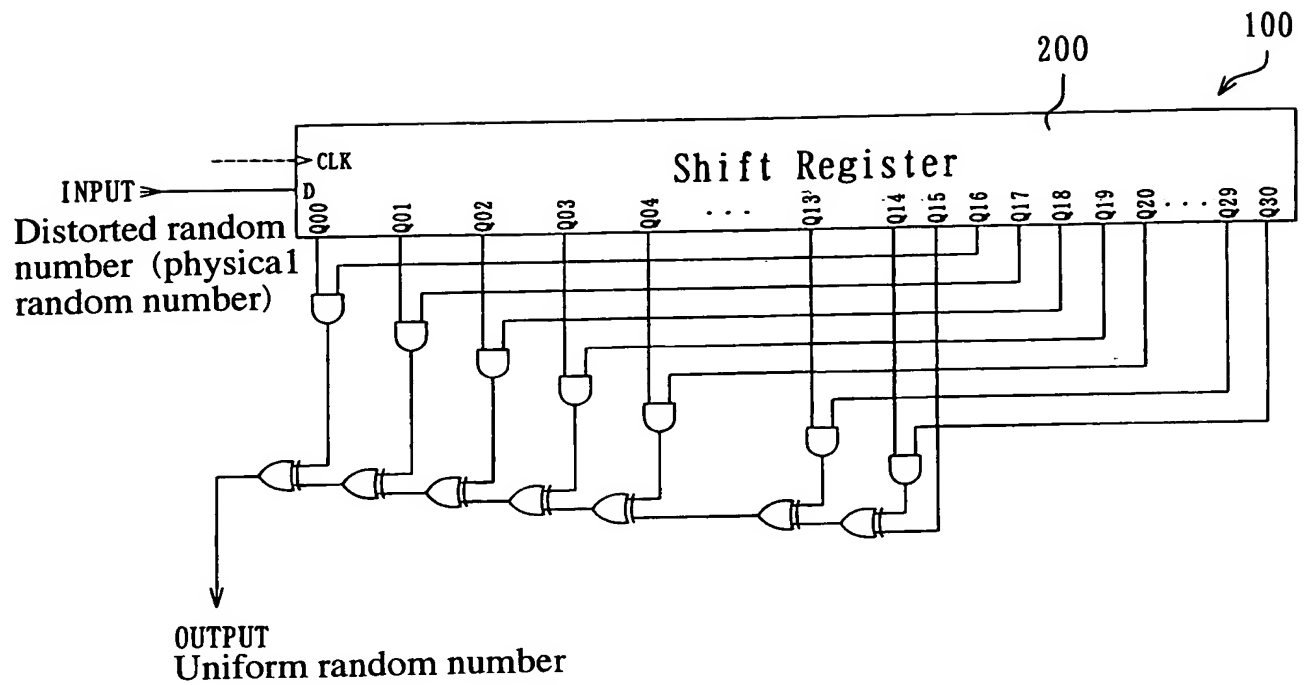 100
200
CLK
Shift Register
INPUT
D
Q00 Q01 Q02 Q03 Q04 ... Q13 Q14 Q15 Q16 Q17 Q18 Q19 Q20 ... Q29 Q30
Distorted random
number (physical
random number)
OUTPUT
Uniform random number